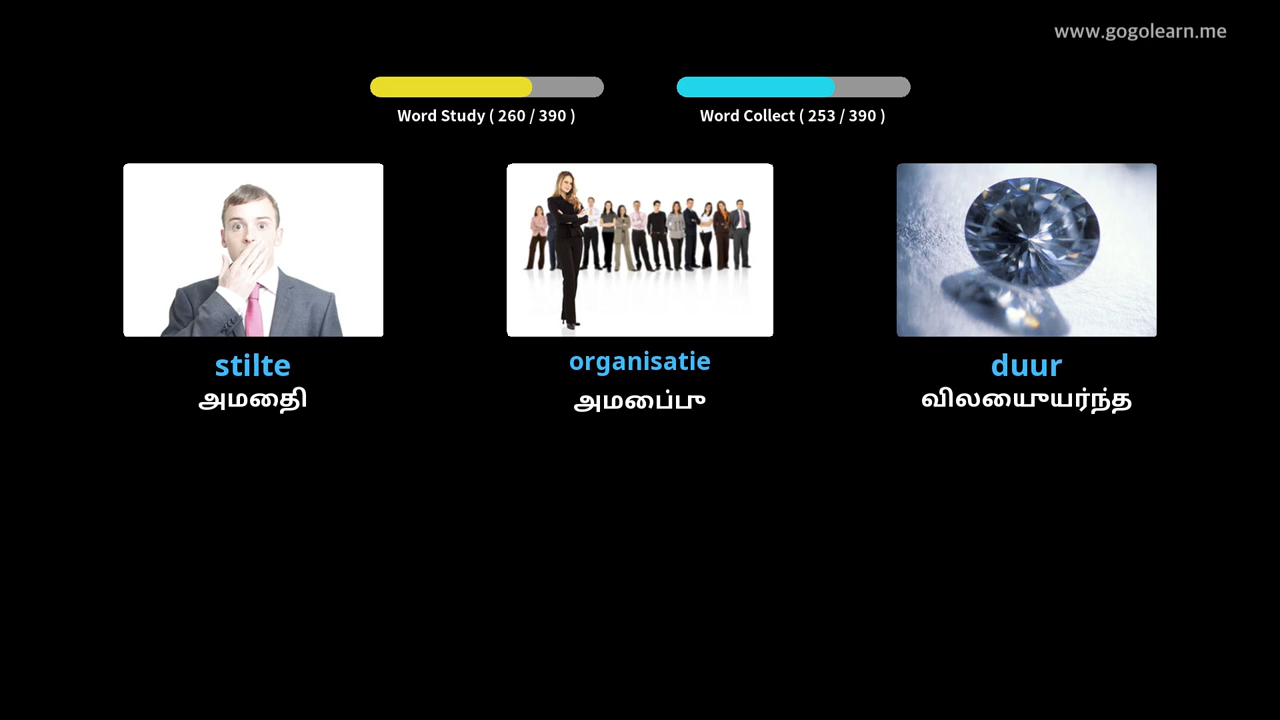 www.gogolearn.me
Word Study ( 260 / 390 )
Word Collect ( 253 / 390 )
stilte
அமைதி
organisatie
அமைப்பு
duur
விலையுயர்ந்த